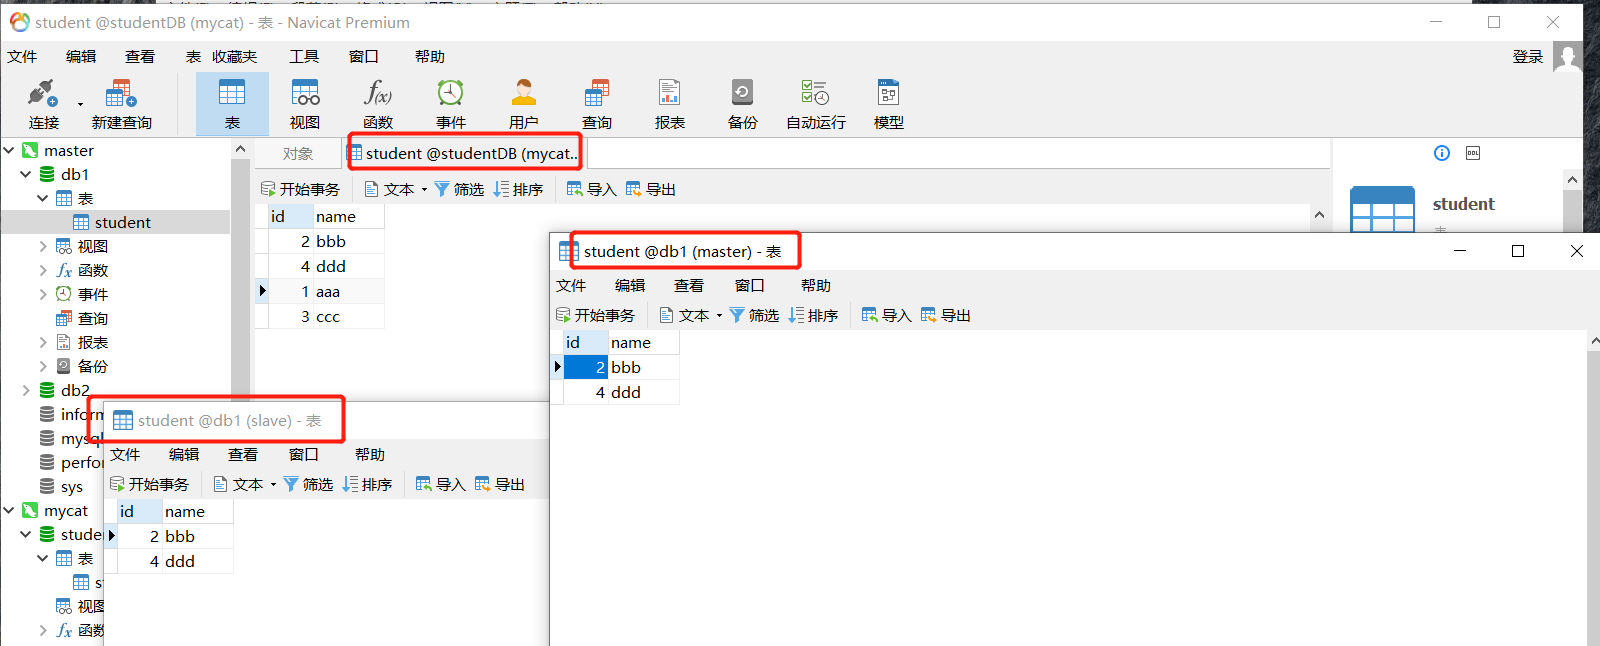 student @studentDB (mycat) - 表 - Navicat Premium
文件 编辑 查看 表 收藏夹 工具 窗口 帮助 登录
连接 新建查询 表 视图 函数 事件 用户 查询 报表 备份 自动运行 模型
f(x)
master
db1
表
student
视图
fx 函数
事件
查询
报表
备份
db2
inform
mysql
perfor
sys
mycat
stude
表
s
视图
fx 函数
对象 student @studentDB (mycat...
开始事务 文本 筛选 排序 导入 导出
id name
2 bbb
4 ddd
1 aaa
3 ccc
DDL
student
表
student @db1 (master) - 表
文件 编辑 查看 窗口 帮助
开始事务 文本 筛选 排序 导入 导出
id name
2 bbb
4 ddd
student @db1 (slave) - 表
文件 编辑 查看 窗口 帮助
开始事务 文本 筛选 排序 导入 导出
id name
2 bbb
4 ddd